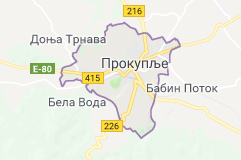 216
Доња Трнава
Прокупље
E-80
415
Бабин Поток
Бела Вода
226